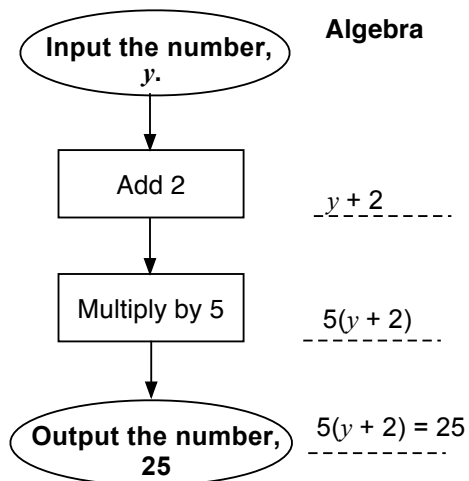 Input the number,
y.
Algebra
Add 2
y + 2
Multiply by 5
5(y + 2)
Output the number,
25
5(y + 2) = 25